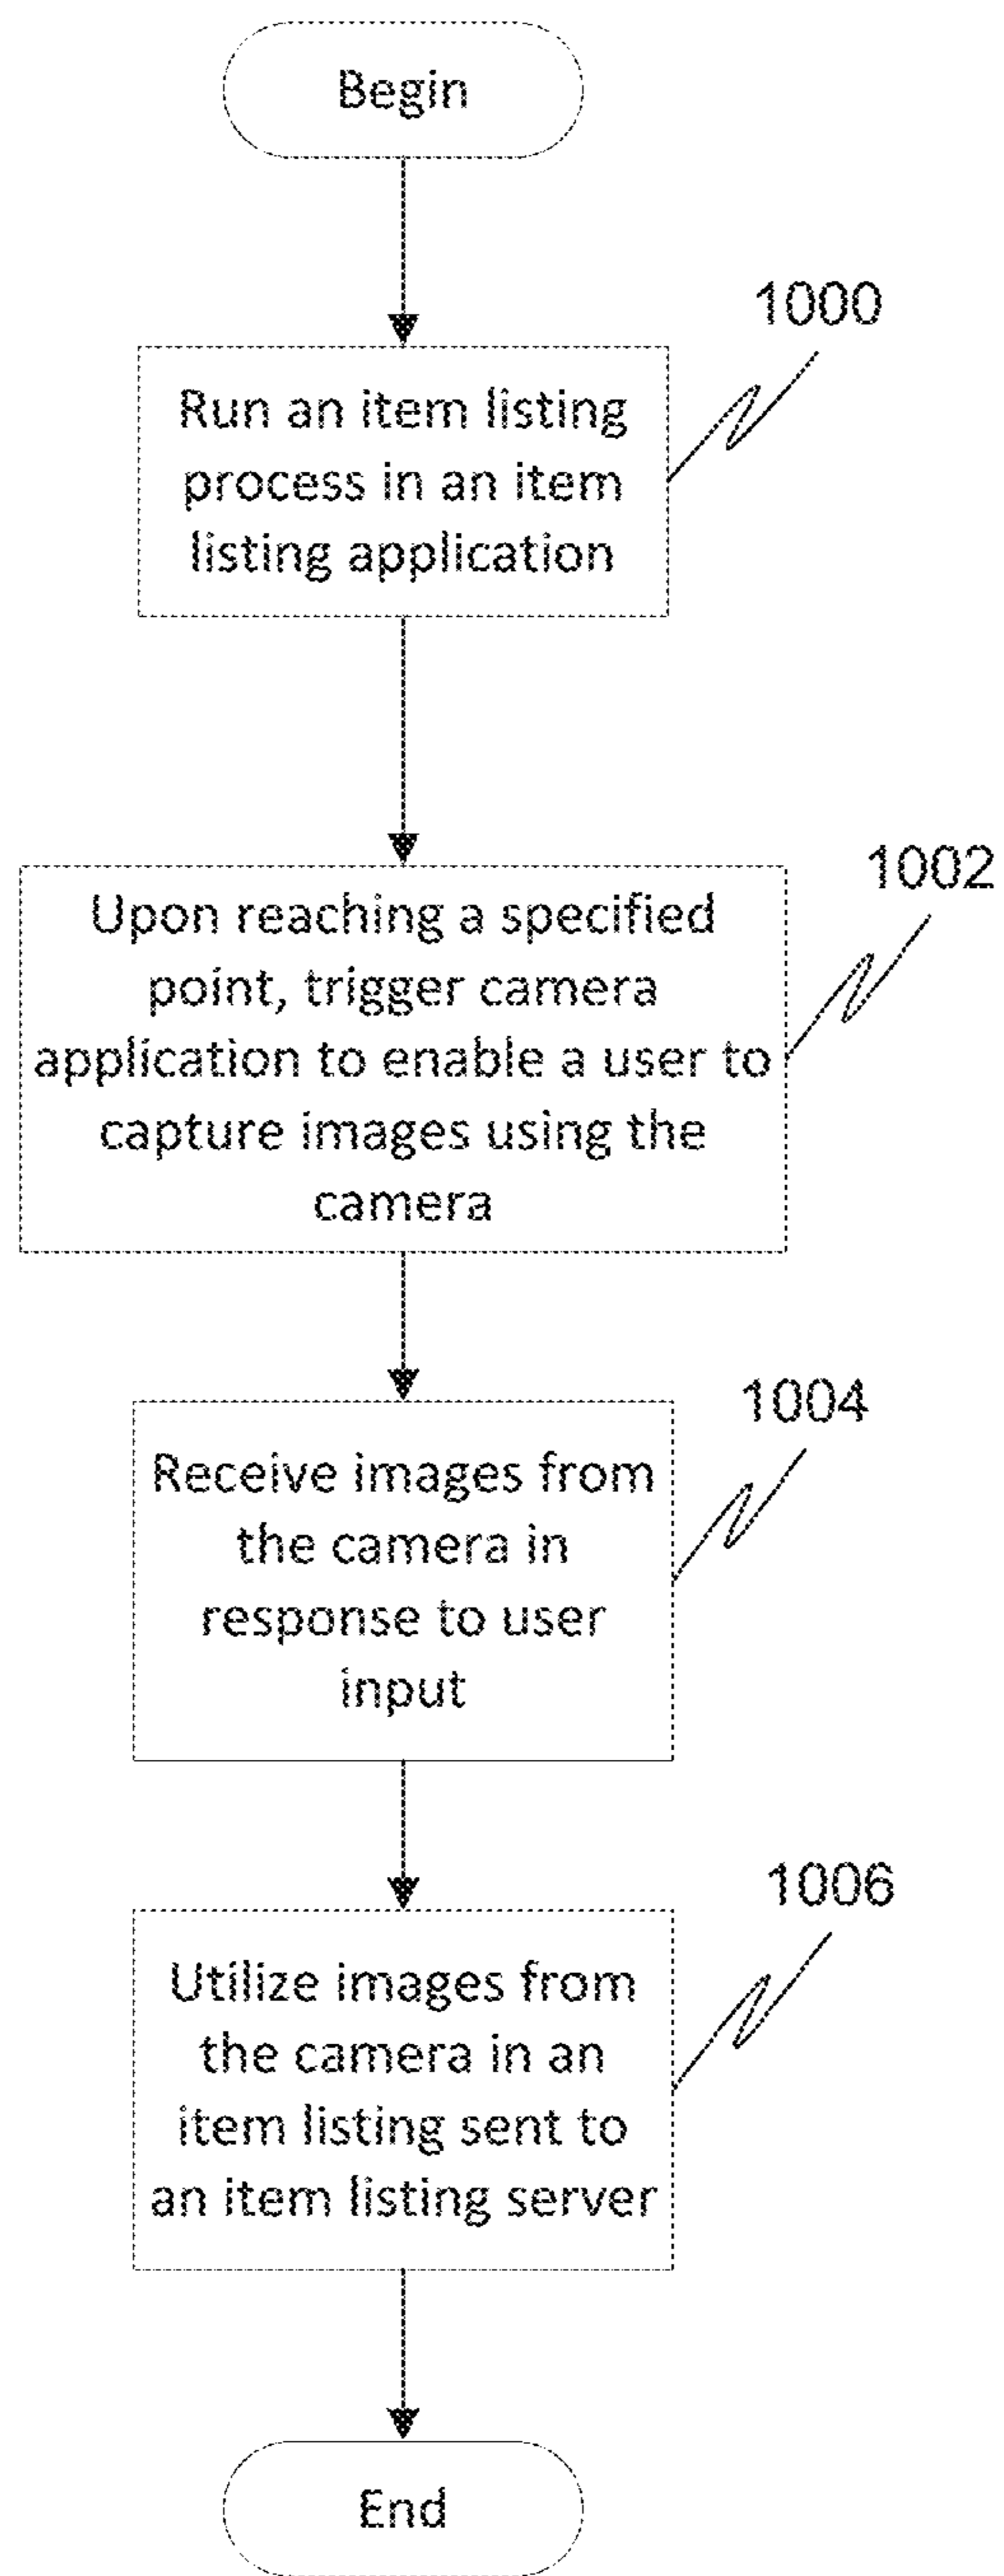 Begin
1000
Run an item listing
process in an item
listing application
1002
Upon reaching a specified
point, trigger camera
application to enable a user to
capture images using the
camera
1004
Receive images from
the camera in
response to user
input
1006
Utilize images from
the camera in an
item listing sent to
an item listing server
End